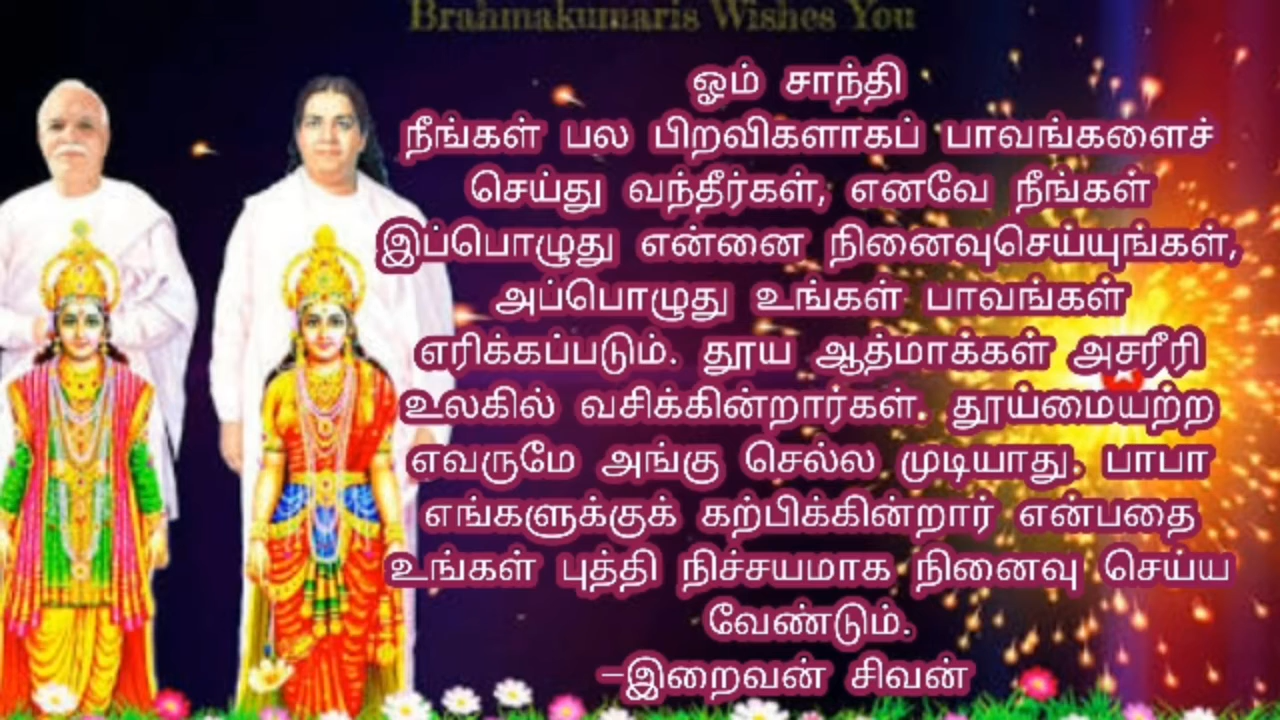 Brahmakumaris Wishes You
ஓம் சாந்தி
நீங்கள் பல பிறவிகளாகப் பாவங்களைச்
செய்து வந்தீர்கள், எனவே நீங்கள்
இப்பொழுது என்னை நினைவுசெய்யுங்கள்,
அப்பொழுது உங்கள் பாவங்கள்
எரிக்கப்படும். தூய ஆத்மாக்கள் அசரீரி
உலகில் வசிக்கின்றார்கள். தூய்மையற்ற
எவருமே அங்கு செல்ல முடியாது. பாபா
எங்களுக்குக் கற்பிக்கின்றார் என்பதை
உங்கள் புத்தி நிச்சயமாக நினைவு செய்ய
வேண்டும்.
–இறைவன் சிவன்